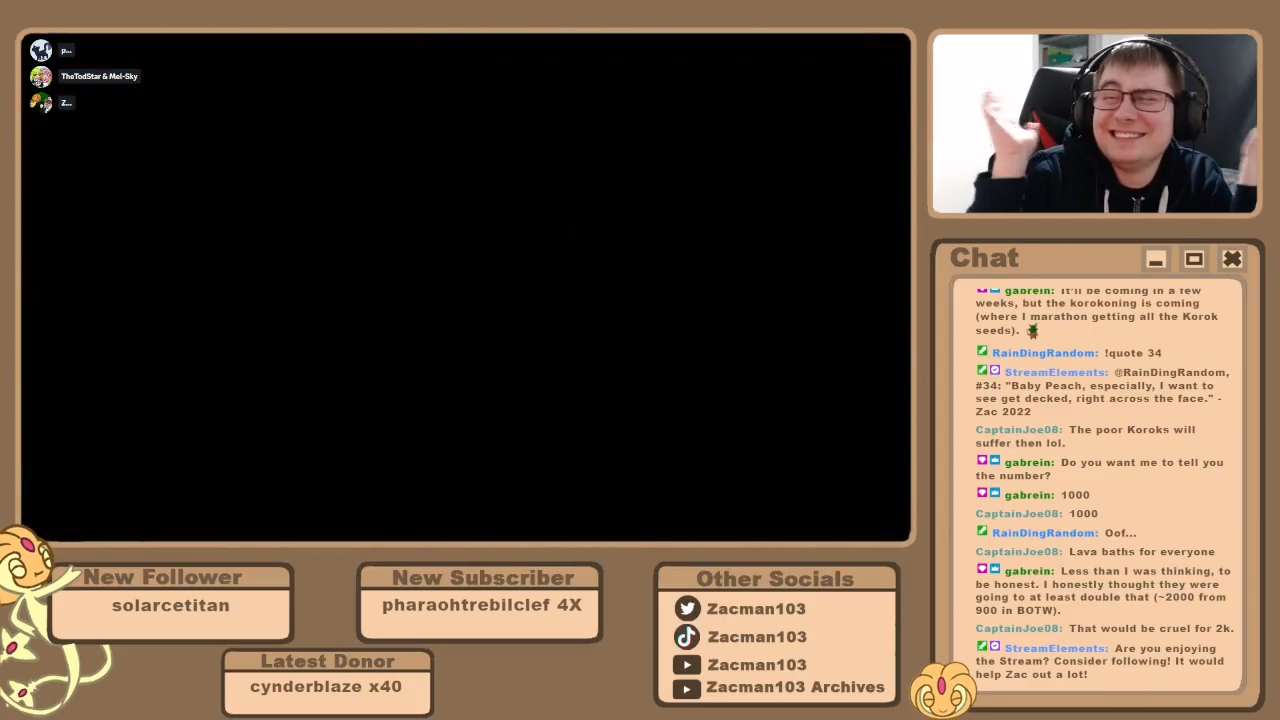 p...
TheTodStar & Mel-Sky
Z...
Chat
gabrein: It'll be coming in a few
weeks, but the korokoning is coming
(where I marathon getting all the Korok
seeds).
RainDingRandom: !quote 34
StreamElements: @RainDingRandom,
#34: "Baby Peach, especially, I want to
see get decked, right across the face." -
Zac 2022
CaptainJoe08: The poor Koroks will
suffer then lol.
gabrein: Do you want me to tell you
the number?
gabrein: 1000
CaptainJoe08: 1000
RainDingRandom: Oof...
CaptainJoe08: Lava baths for everyone
gabrein: Less than I was thinking, to
be honest. I honestly thought they were
going to at least double that (~2000 from
900 in BOTW).
CaptainJoe08: That would be cruel for 2k.
StreamElements: Are you enjoying
the Stream? Consider following! It would
help Zac out a lot!
New Follower
solarcetitan
New Subscriber
pharaohtrebilclef 4X
Latest Donor
cynderblaze x40
Other Socials
Zacman103
Zacman103
Zacman103
Zacman103 Archives